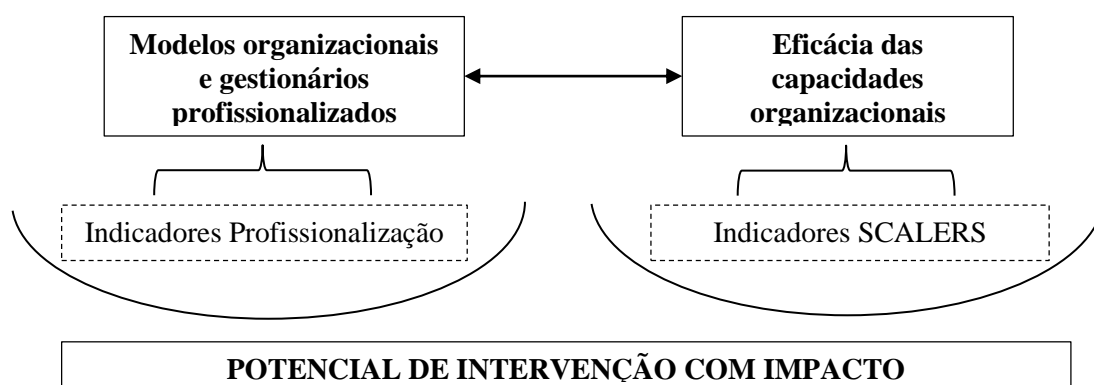 Modelos organizacionais
e gestionários
profissionalizados
Eficácia das
capacidades
organizacionais
Indicadores Profissionalização
Indicadores SCALERS
POTENCIAL DE INTERVENÇÃO COM IMPACTO